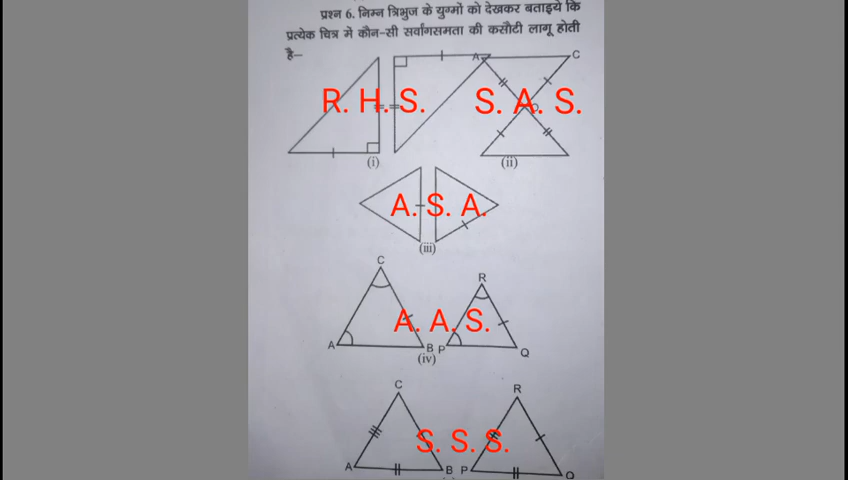 प्रश्न 6. निम्न त्रिभुज के युग्मों को देखकर बताइये कि
प्रत्येक चित्र में कौन-सी सर्वांगसमता की कसौटी लागू होती
है–
A C
R. H. S. S. A. S.
(i) (ii)
A. S. A.
(iii)
C
R
A. A. S.
A B P Q
(iv)
C R
S. S. S.
A B P Q